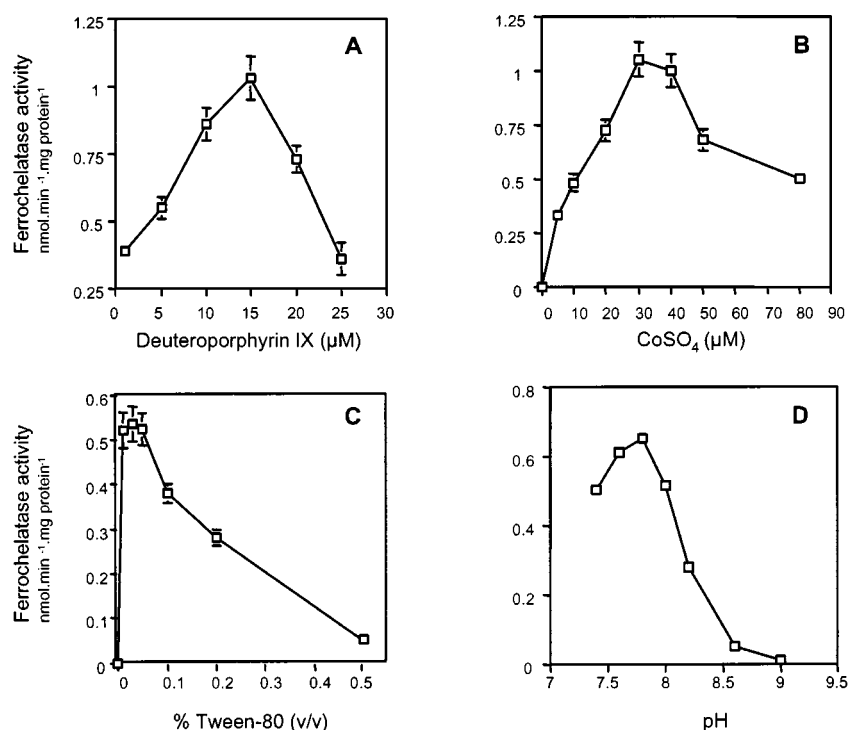 A
Ferrochelatase activity
nmol.min ⁻¹.mg protein⁻¹
1.25
1
0.75
0.5
0.25
0 5 10 15 20 25 30
Deuteroporphyrin IX (µM)
B
1.25
1
0.75
0.5
0.25
0
0 10 20 30 40 50 60 70 80 90
CoSO₄ (µM)
C
Ferrochelatase activity
nmol.min ⁻¹.mg protein⁻¹
0.6
0.5
0.4
0.3
0.2
0.1
0
0 0.1 0.2 0.3 0.4 0.5
% Tween-80 (v/v)
D
0.8
0.6
0.4
0.2
0
7 7.5 8 8.5 9 9.5
pH